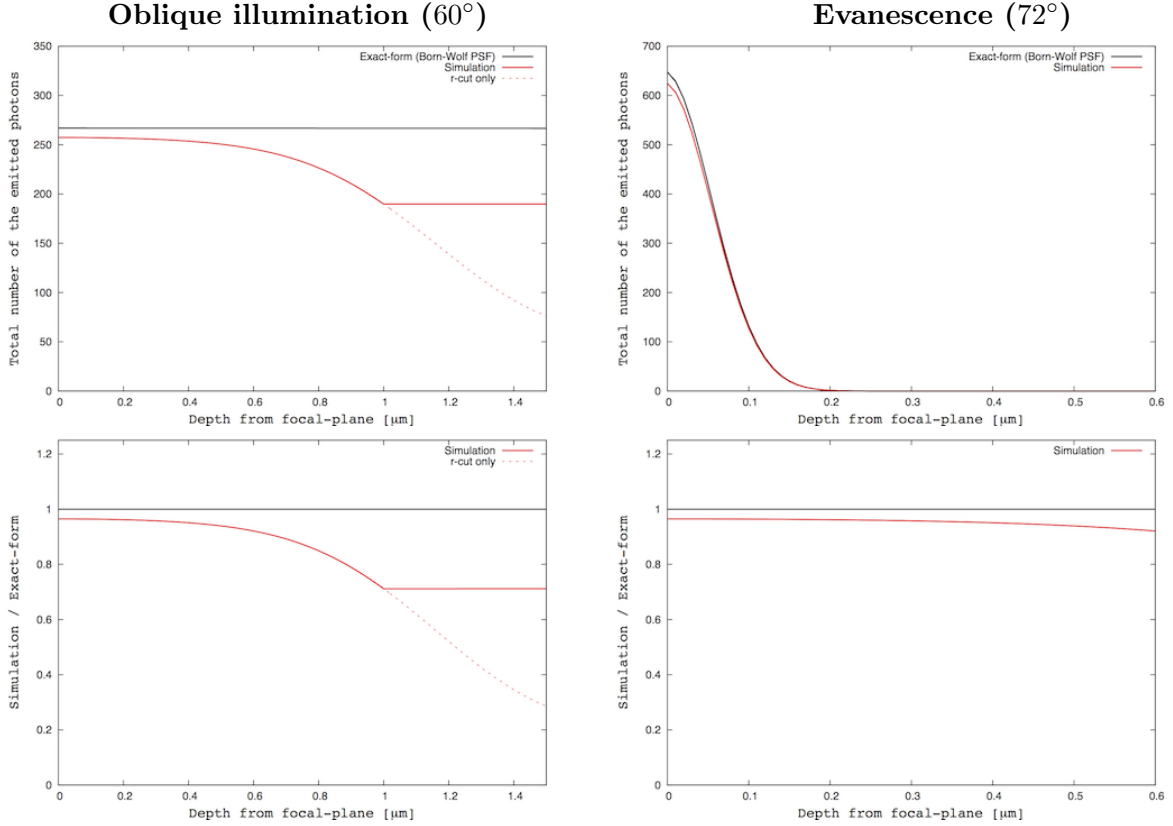 Oblique illumination (60°)
Evanescence (72°)
Total number of the emitted photons
350
300
250
200
150
100
50
0
Exact-form (Born-Wolf PSF)
Simulation
r-cut only
0 0.2 0.4 0.6 0.8 1 1.2 1.4
Depth from focal-plane [µm]
Total number of the emitted photons
700
600
500
400
300
200
100
0
Exact-form (Born-Wolf PSF)
Simulation
0 0.1 0.2 0.3 0.4 0.5 0.6
Depth from focal-plane [µm]
Simulation / Exact-form
1.2
1
0.8
0.6
0.4
0.2
0
Simulation
r-cut only
0 0.2 0.4 0.6 0.8 1 1.2 1.4
Depth from focal-plane [µm]
Simulation / Exact-form
1.2
1
0.8
0.6
0.4
0.2
0
Simulation
0 0.1 0.2 0.3 0.4 0.5 0.6
Depth from focal-plane [µm]